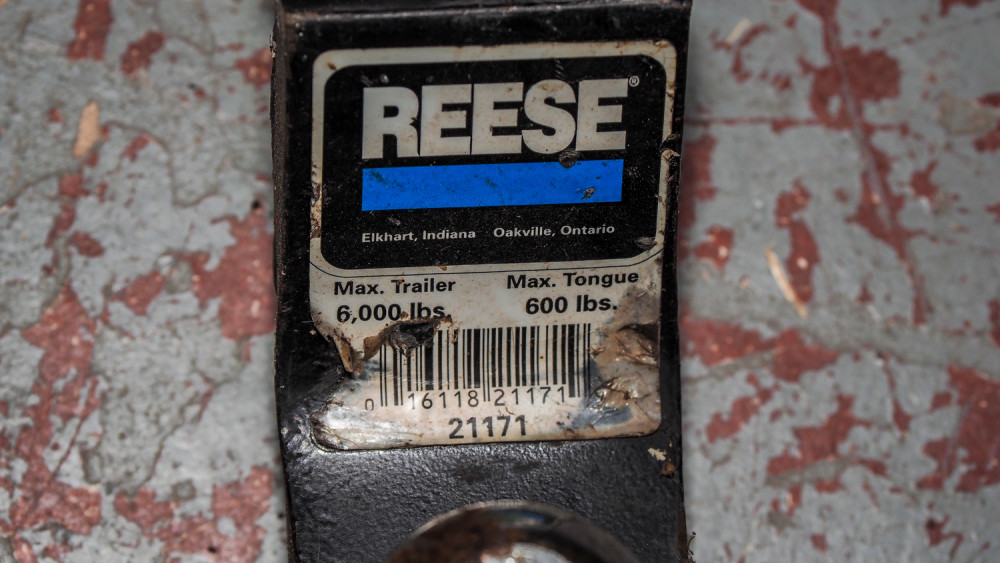 REESE®
Elkhart, Indiana Oakville, Ontario
Max. Trailer Max. Tongue
6,000 lbs. 600 lbs.
0 16118 21171
21171